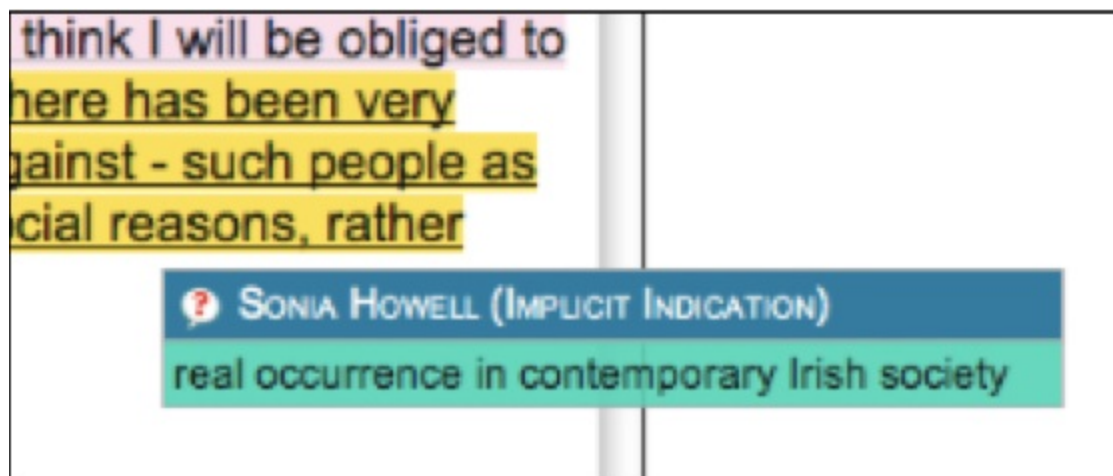 think I will be obliged to
here has been very
gainst - such people as
cial reasons, rather
? SONIA HOWELL (IMPLICIT INDICATION)
real occurrence in contemporary Irish society